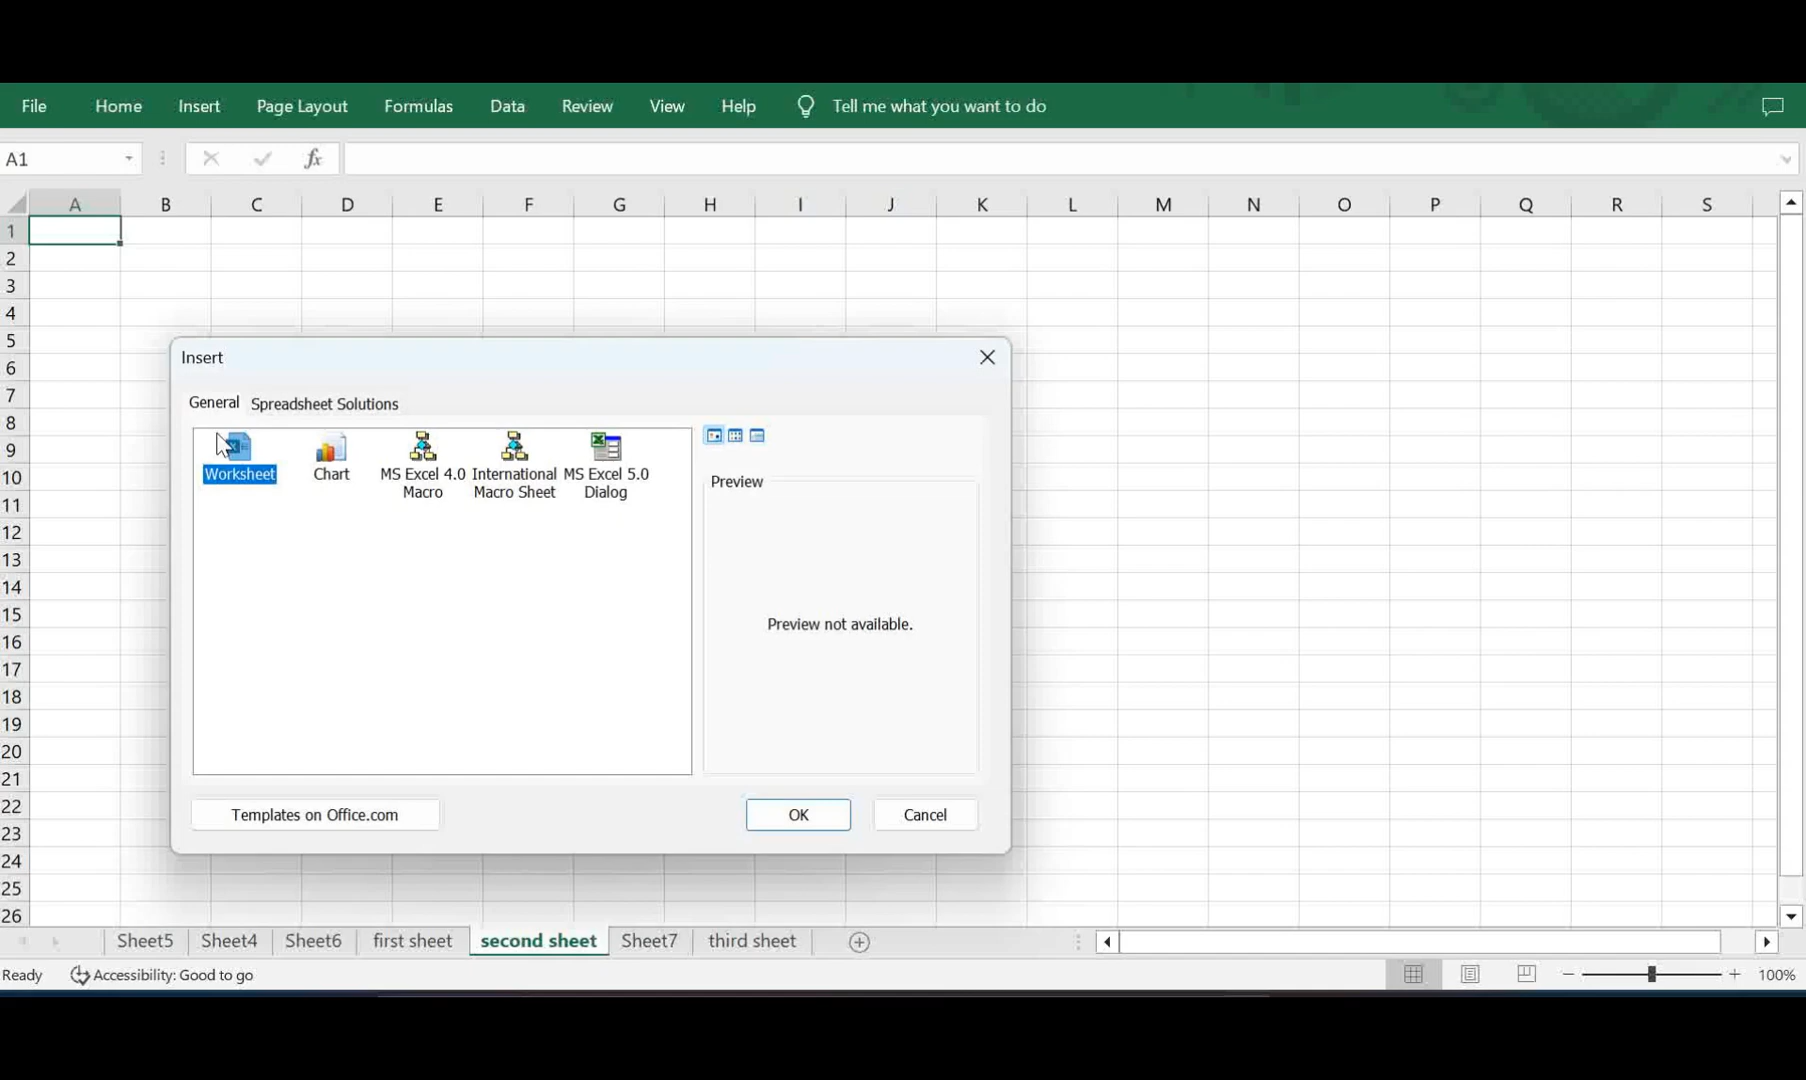 File Home Insert Page Layout Formulas Data Review View Help Tell me what you want to do
A1 fx
A B C D E F G H I J K L M N O P Q R S
1
2
3
4
5
Insert
6
7
General Spreadsheet Solutions
8
9
Worksheet Chart MS Excel 4.0 Macro International Macro Sheet MS Excel 5.0 Dialog
10
Preview
11
12
13
14
15
Preview not available.
16
17
18
19
20
21
22
Templates on Office.com OK Cancel
23
24
25
26
Sheet5 Sheet4 Sheet6 first sheet second sheet Sheet7 third sheet
Ready Accessibility: Good to go 100%